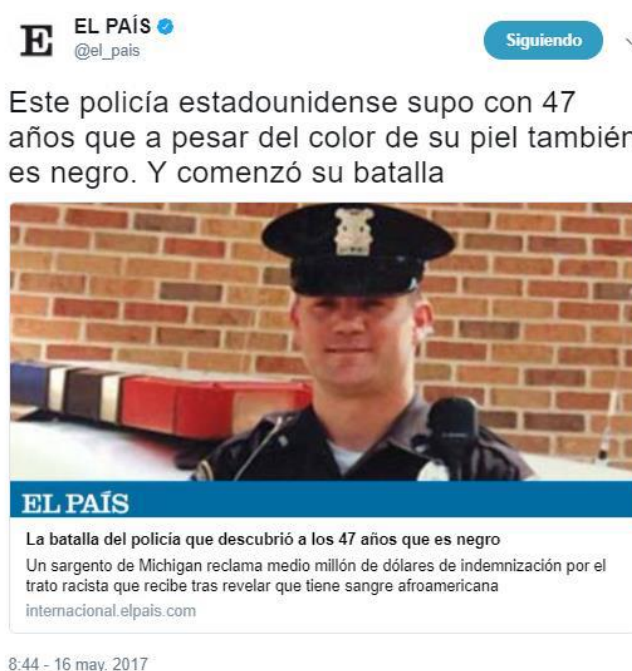 EL PAÍS
@el_pais
Siguiendo
Este policía estadounidense supo con 47
años que a pesar del color de su piel también
es negro. Y comenzó su batalla
EL PAÍS
La batalla del policía que descubrió a los 47 años que es negro
Un sargento de Michigan reclama medio millón de dólares de indemnización por el
trato racista que recibe tras revelar que tiene sangre afroamericana
internacional.elpais.com
8:44 - 16 may. 2017